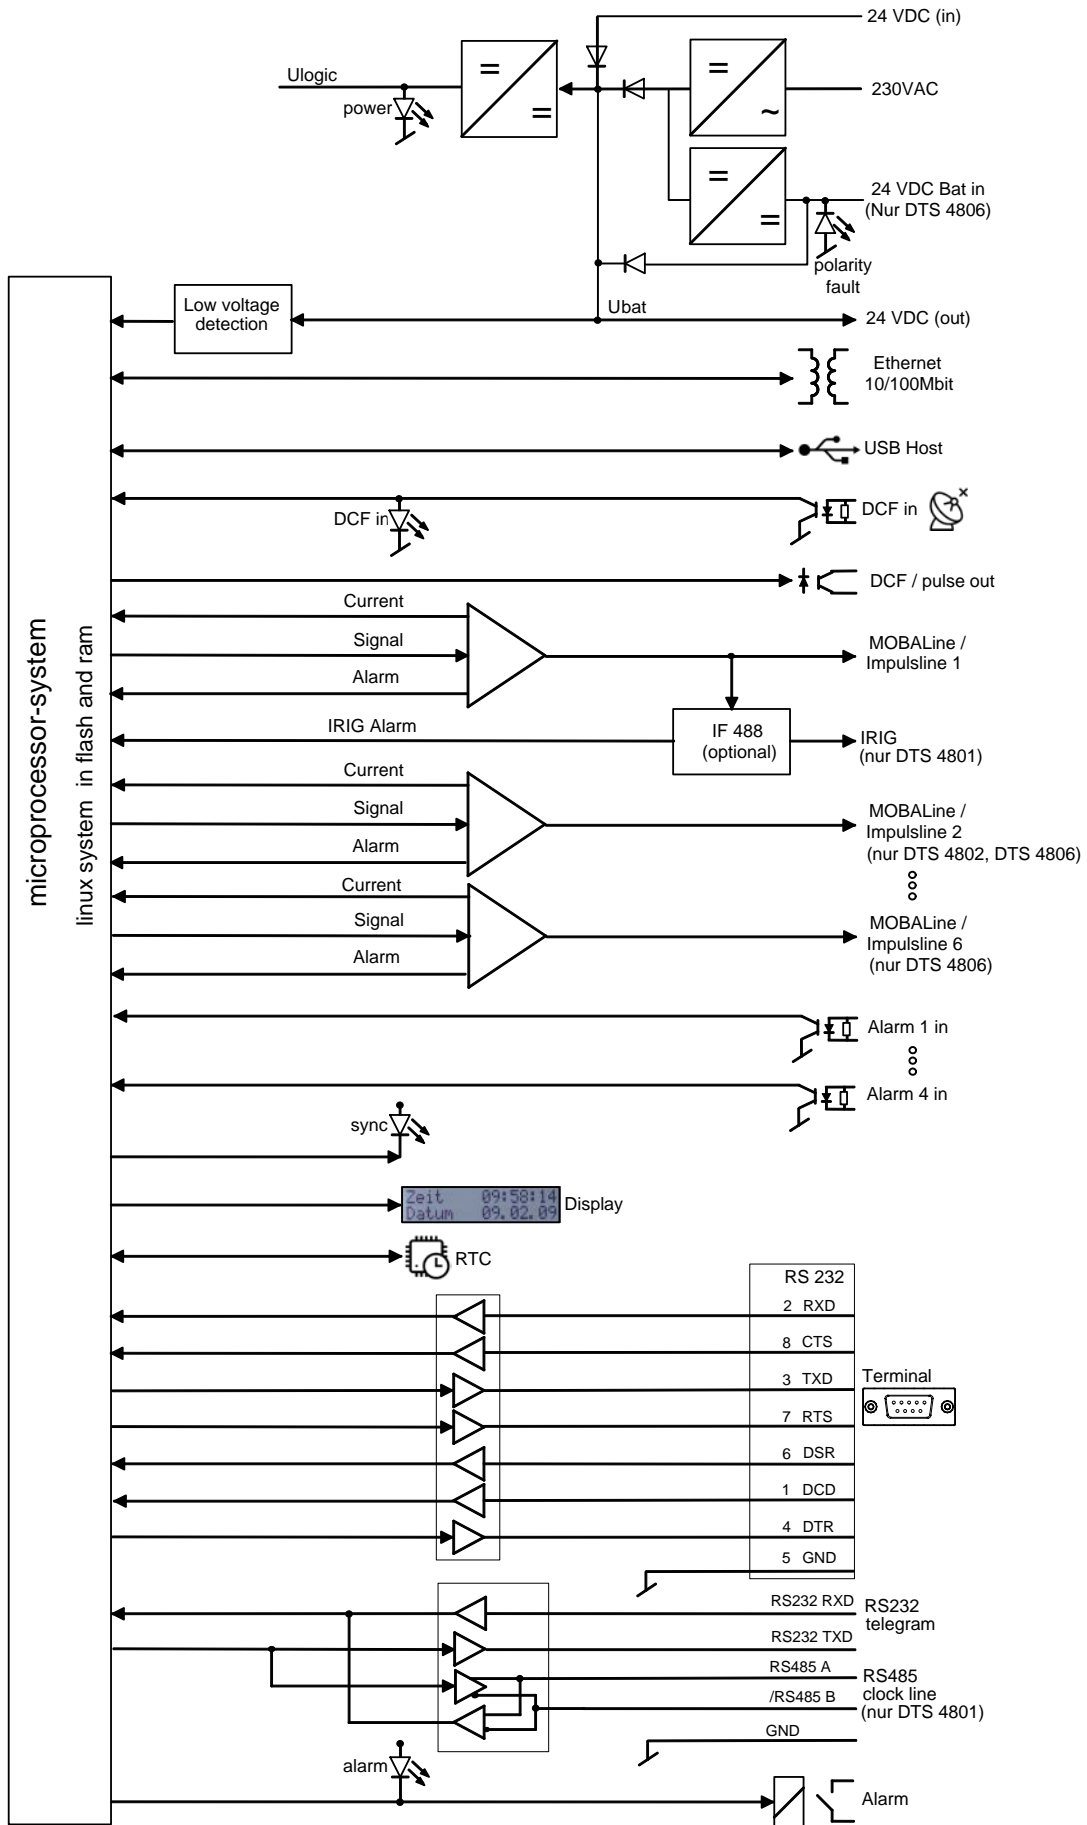 24 VDC (in)
Ulogic
power
=
=
=
~
230VAC
=
=
24 VDC Bat in
(Nur DTS 4806)
polarity
fault
Low voltage
detection
Ubat
24 VDC (out)
Ethernet
10/100Mbit
USB Host
DCF in
DCF in
DCF / pulse out
microprocessor-system
linux system in flash and ram
Current
Signal
Alarm
MOBALine /
Impulsline 1
IRIG Alarm
IF 488
(optional)
IRIG
(nur DTS 4801)
Current
Signal
Alarm
MOBALine /
Impulsline 2
(nur DTS 4802, DTS 4806)
Current
Signal
Alarm
MOBALine /
Impulsline 6
(nur DTS 4806)
Alarm 1 in
Alarm 4 in
sync
Zeit 09:58:14
Datum 09.02.09
Display
RTC
RS 232
2 RXD
8 CTS
3 TXD
7 RTS
6 DSR
1 DCD
4 DTR
5 GND
Terminal
RS232 RXD
RS232
telegram
RS232 TXD
RS485 A
/RS485 B
RS485
clock line
(nur DTS 4801)
GND
alarm
Alarm